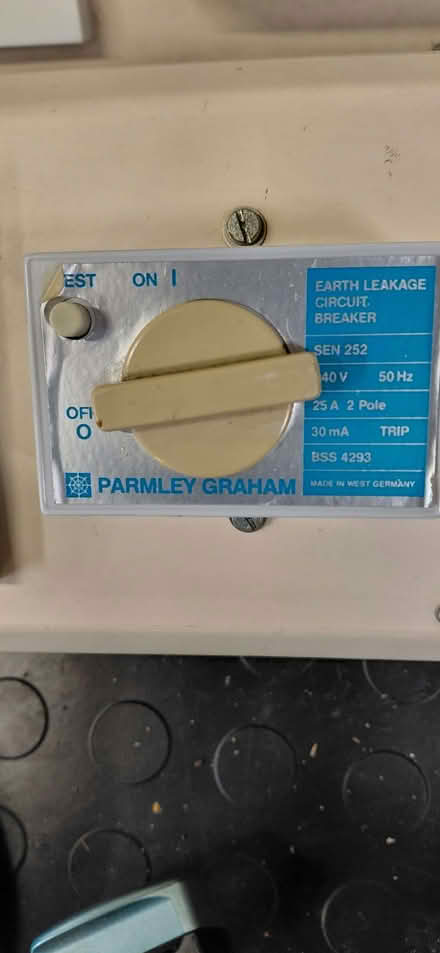 EST
ON I
OFF
O
PARMLEY GRAHAM
EARTH LEAKAGE
CIRCUIT
BREAKER
SEN 252
40 V 50 Hz
25 A 2 Pole
30 mA TRIP
BSS 4293
MADE IN WEST GERMANY